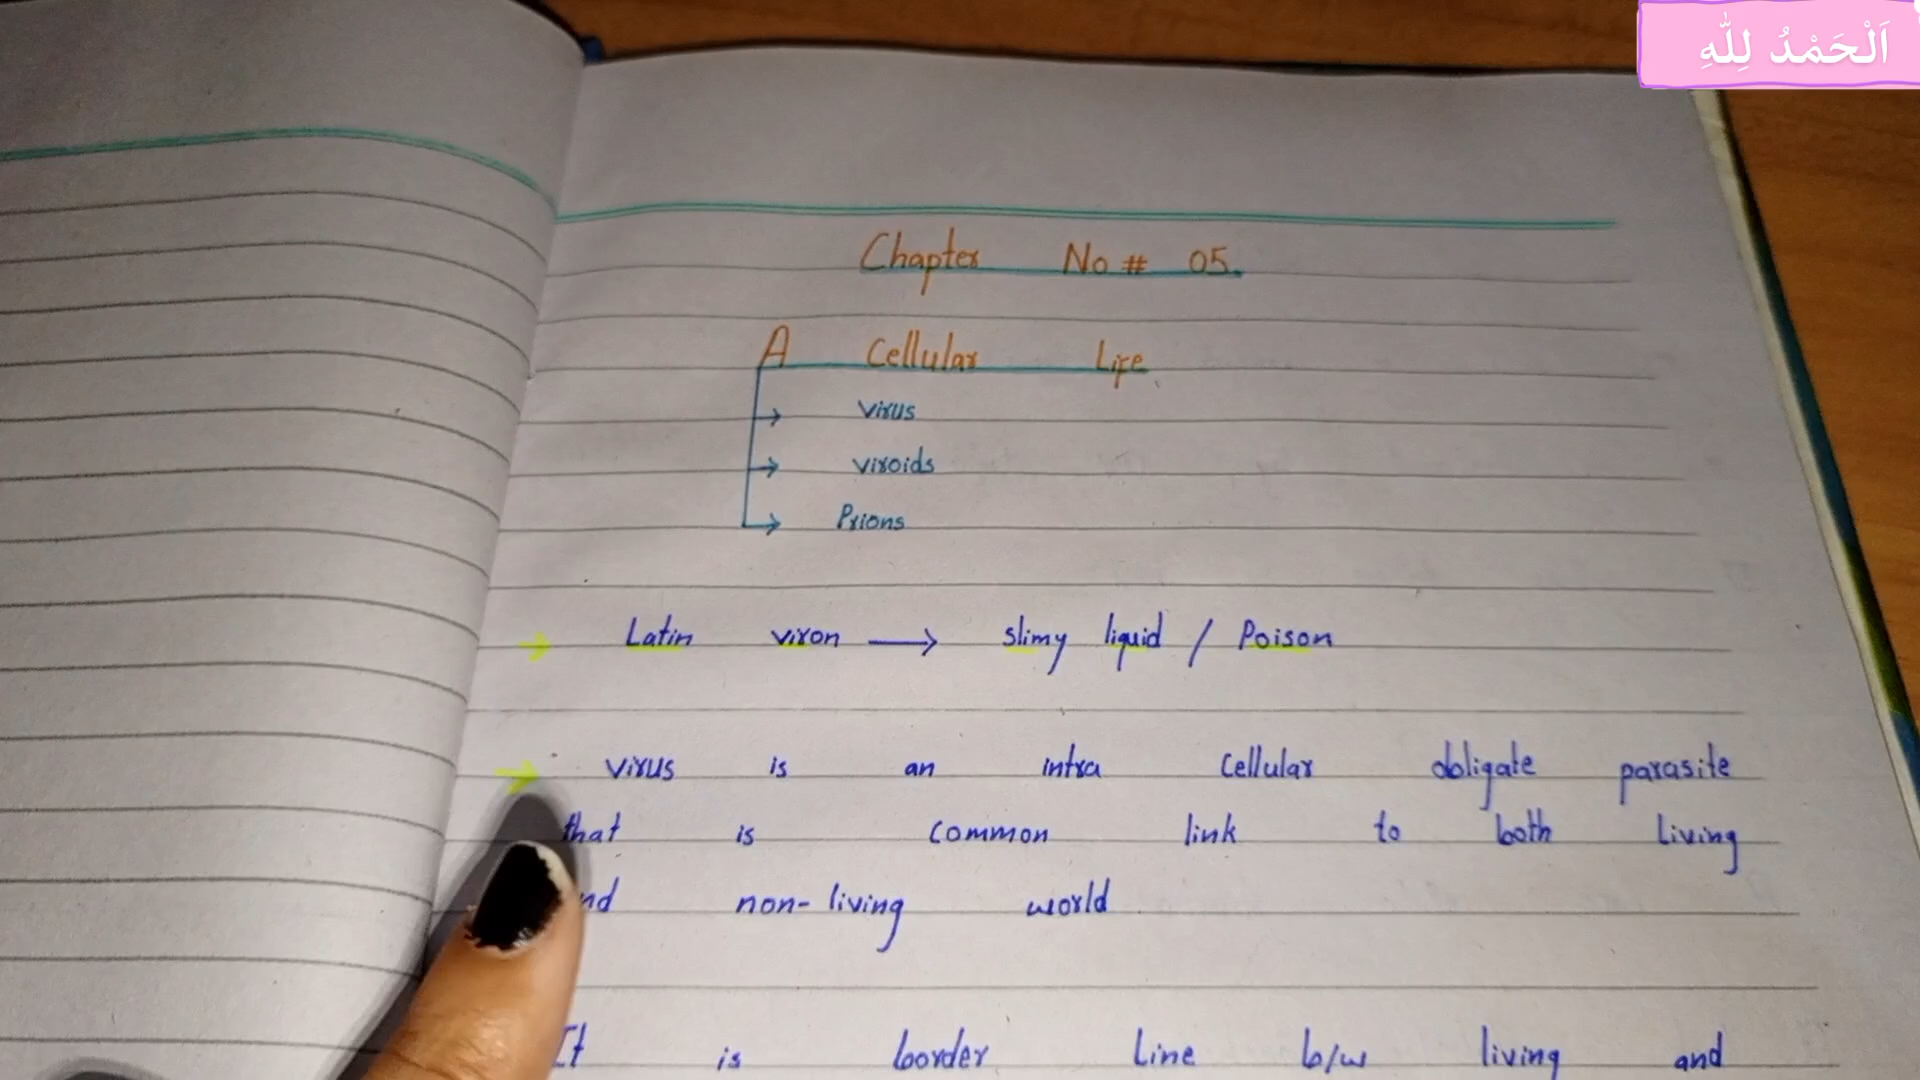 اَلْحَمْدُ لِلّٰهِ
Chapter No # 05.
A Cellular Life
Virus
Viroids
Prions
→ Latin viron → slimy liquid / Poison
→ virus is an intra cellular obligate parasite
that is common link to both living
and non-living world
It is border line b/w living and